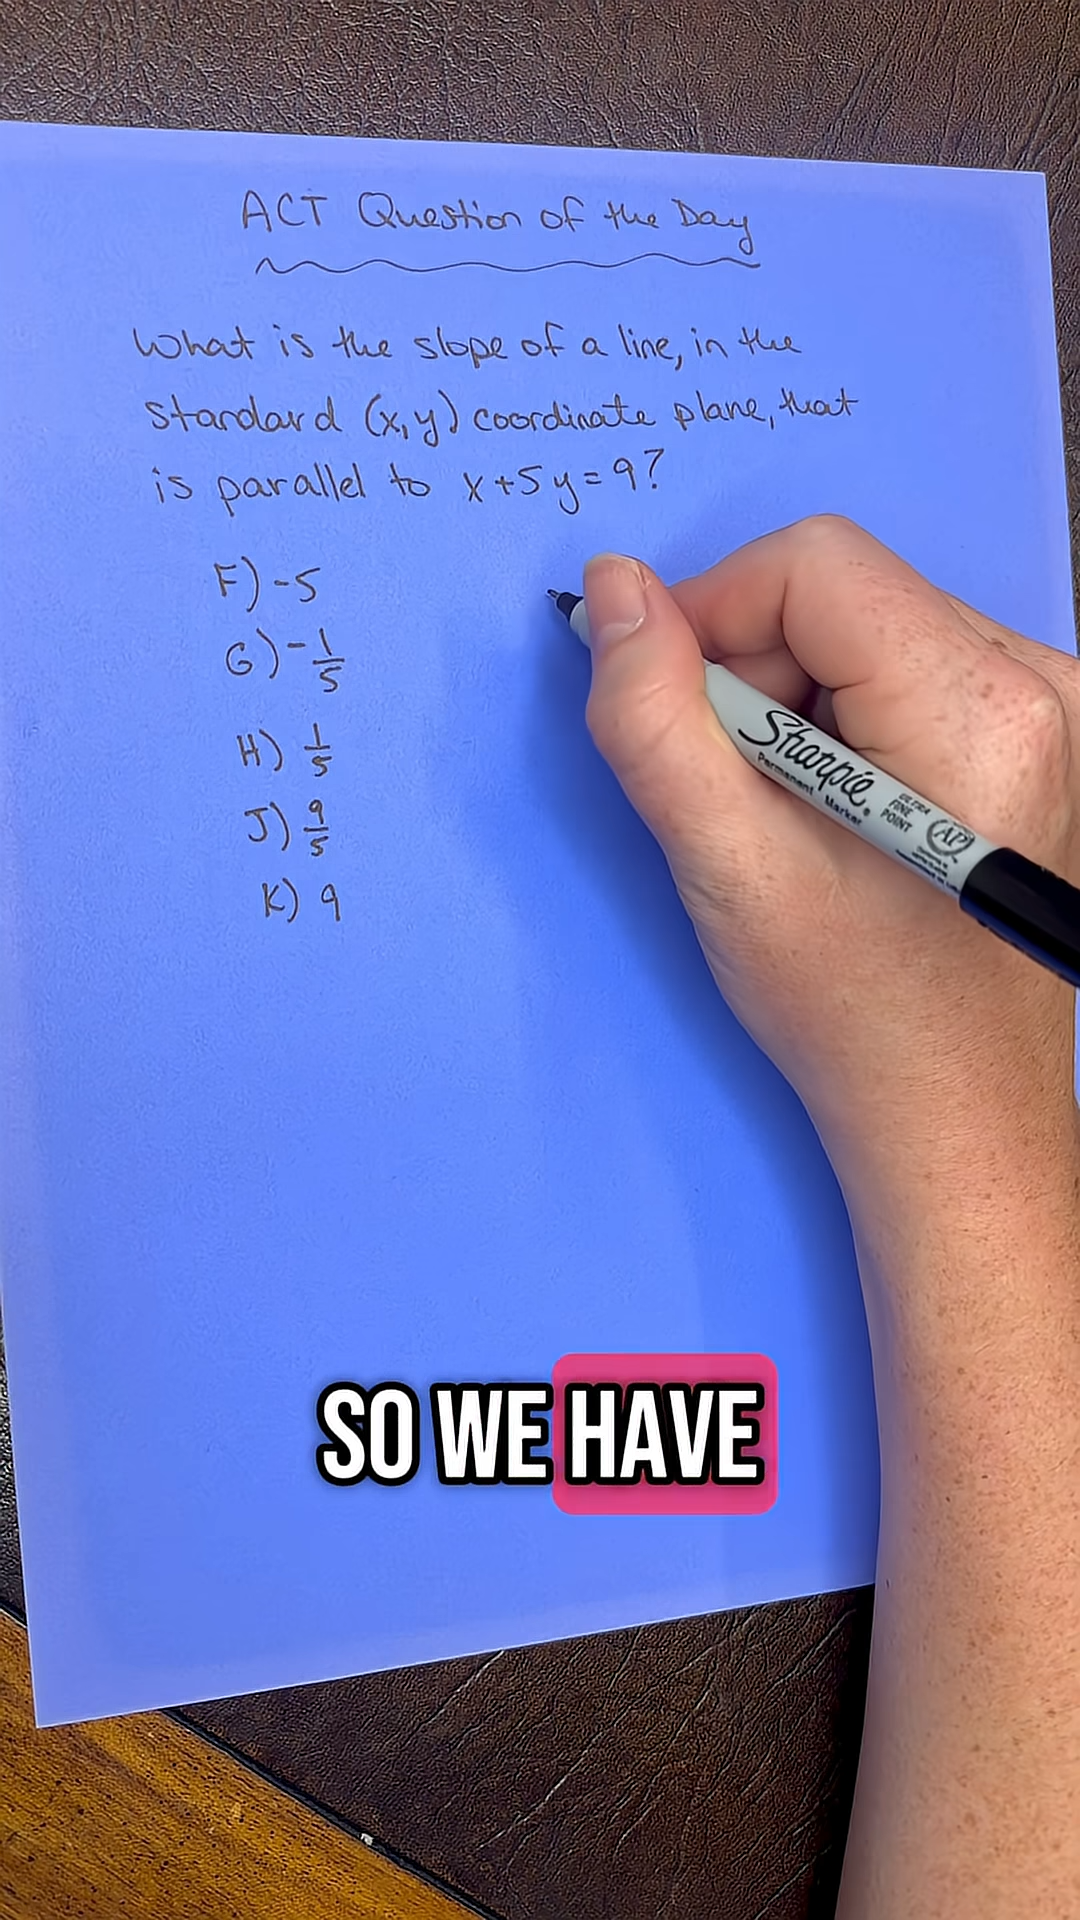 ACT Question of the Day
What is the slope of a line, in the
standard (x,y) coordinate plane, that
is parallel to x+5y=9?
F) -5
G) -1/5
H) 1/5
J) 9/5
K) 9
Sharpie®
Permanent Marker
ULTRA
FINE
POINT
AP
SO WE HAVE